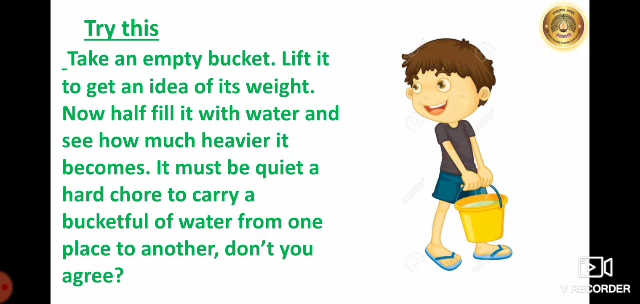 Try this
Take an empty bucket. Lift it
to get an idea of its weight.
Now half fill it with water and
see how much heavier it
becomes. It must be quiet a
hard chore to carry a
bucketful of water from one
place to another, don't you
agree?
V RECORDER